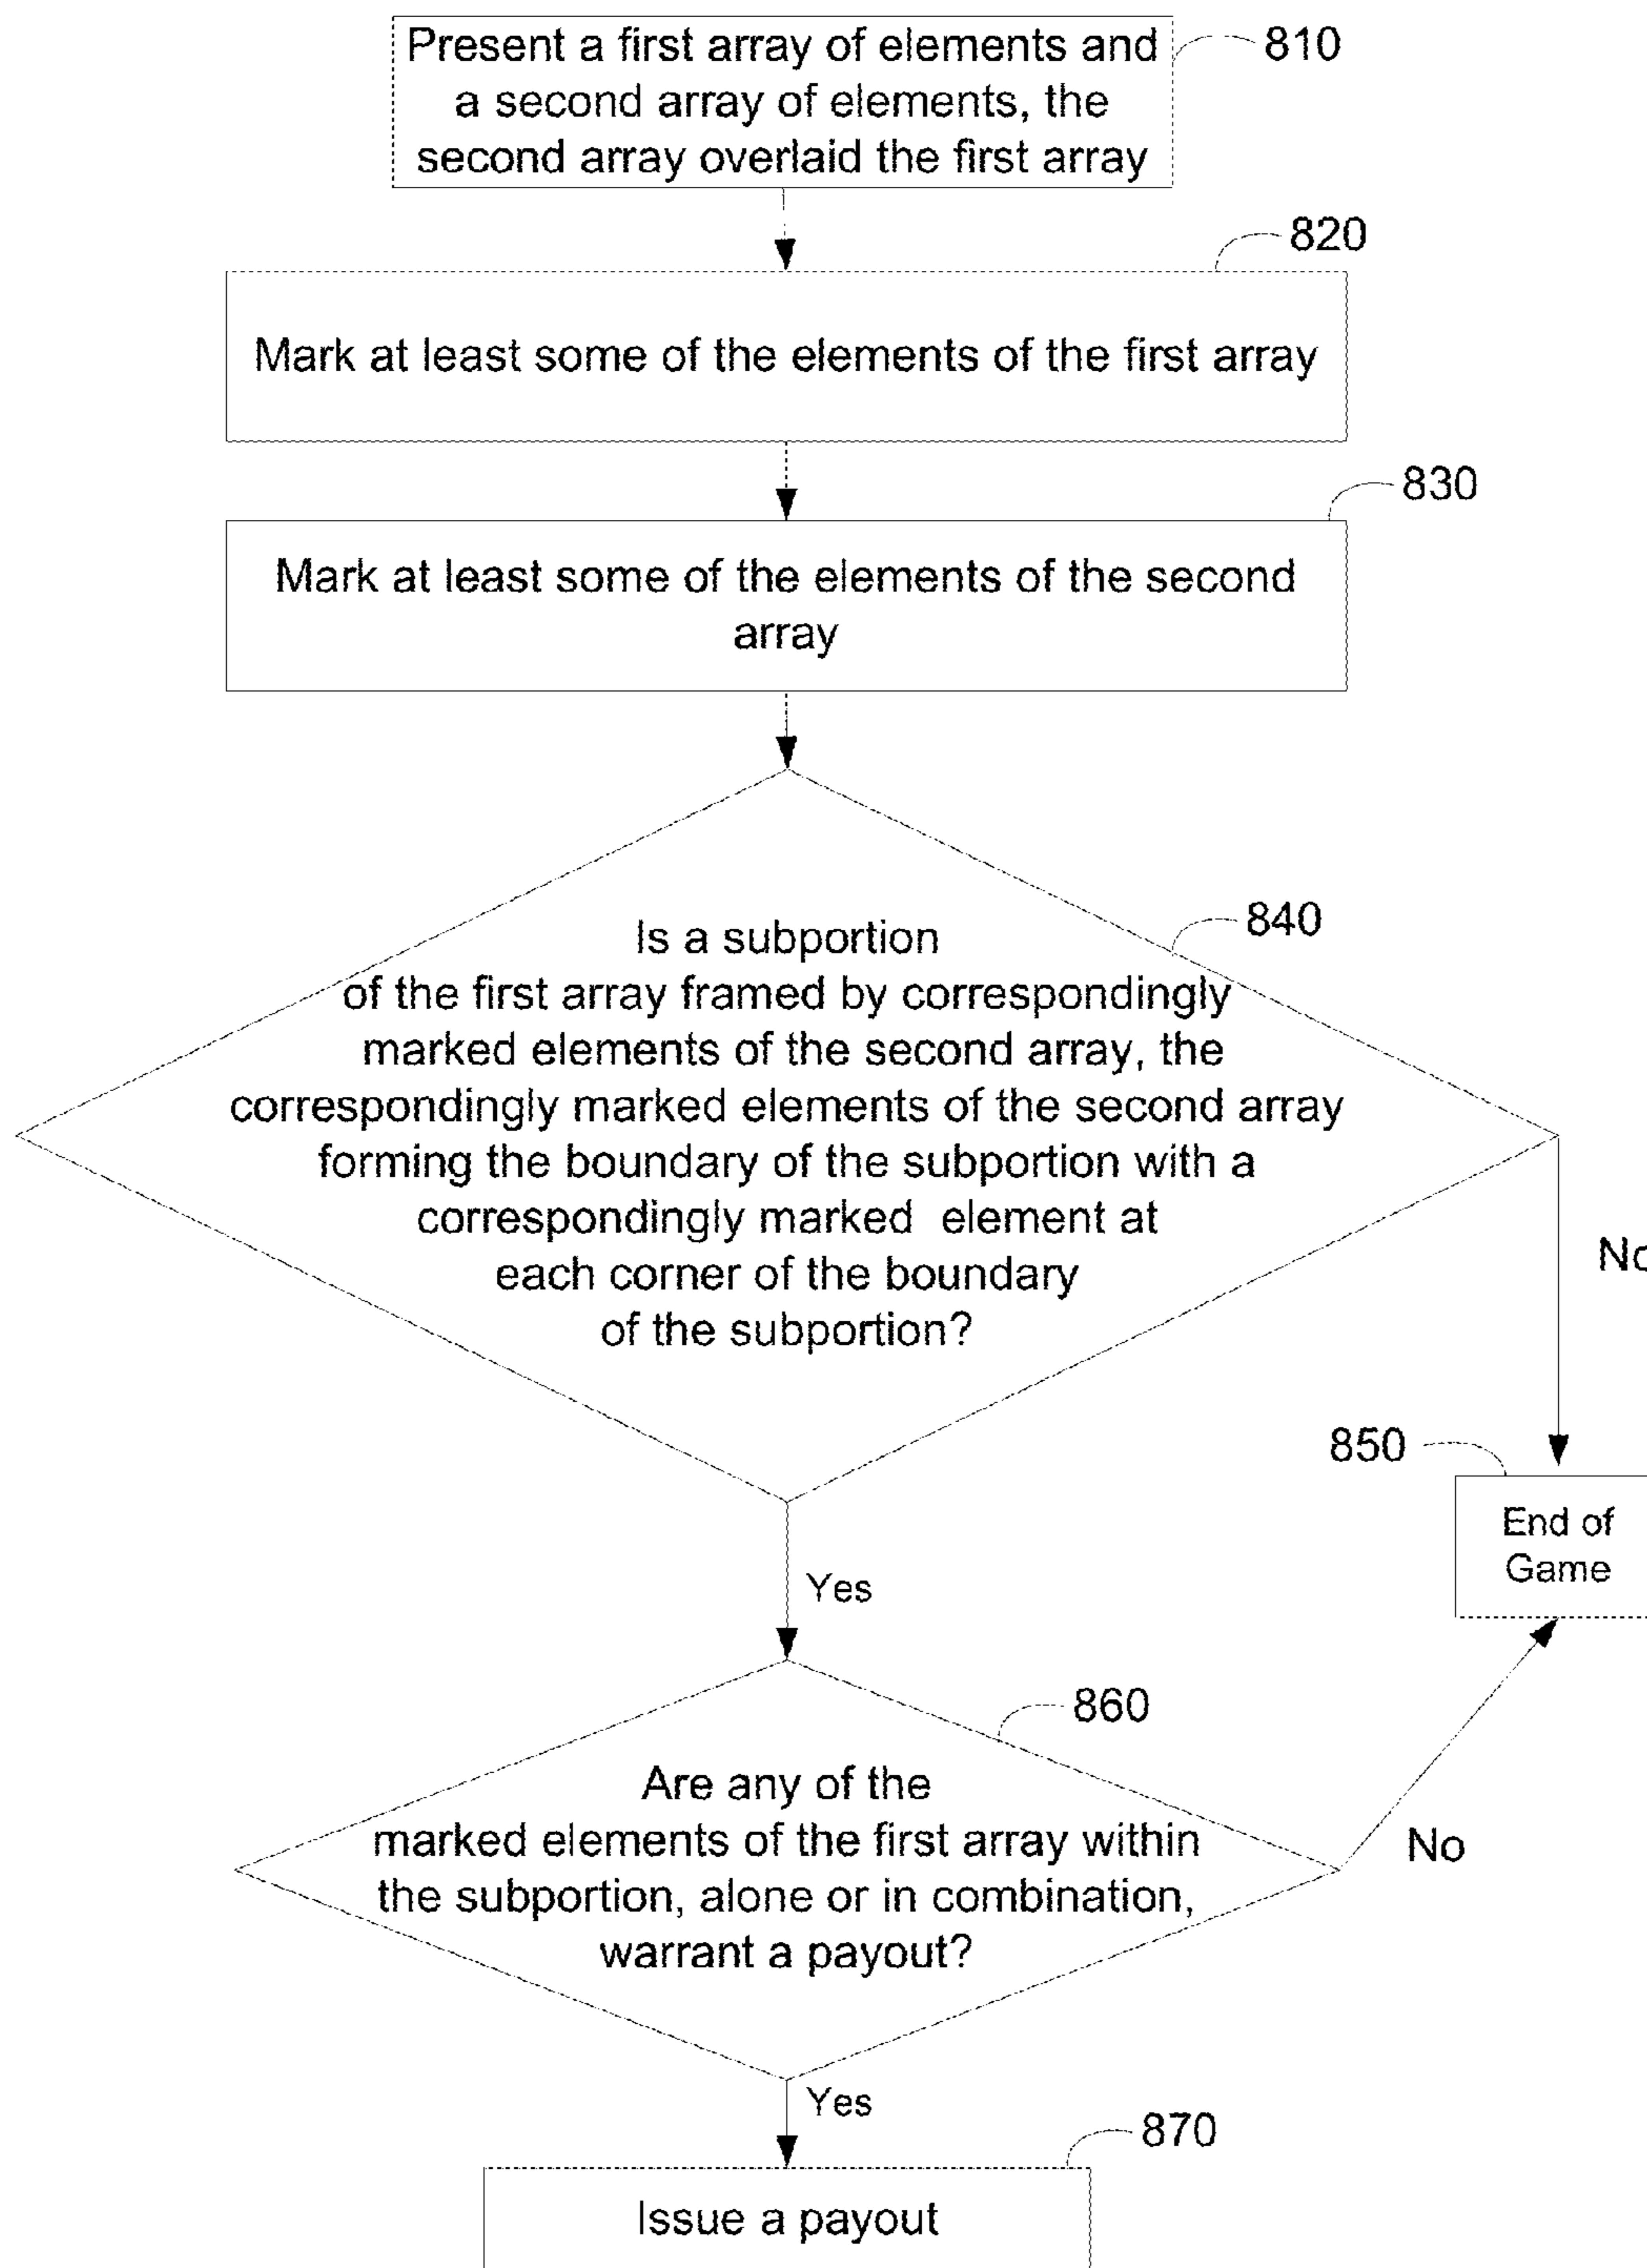 Present a first array of elements and
a second array of elements, the
second array overlaid the first array
810
820
Mark at least some of the elements of the first array
830
Mark at least some of the elements of the second
array
840
Is a subportion
of the first array framed by correspondingly
marked elements of the second array, the
correspondingly marked elements of the second array
forming the boundary of the subportion with a
correspondingly marked element at
each corner of the boundary
of the subportion?
No
850
End of
Game
Yes
860
Are any of the
marked elements of the first array within
the subportion, alone or in combination,
warrant a payout?
No
Yes
870
Issue a payout